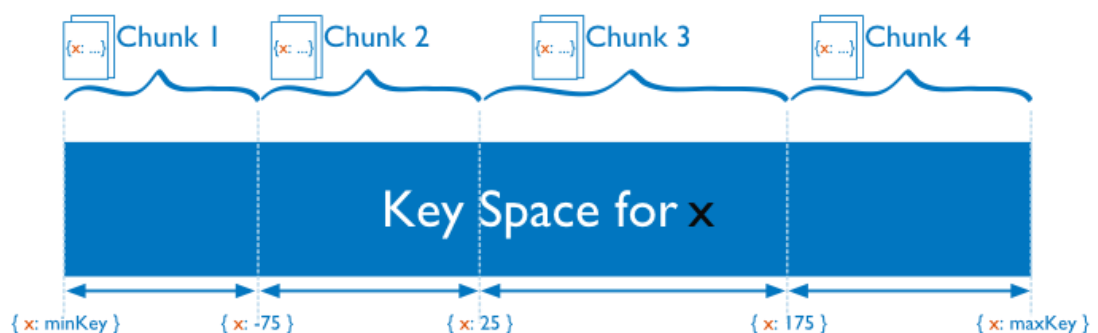 {x: ...} Chunk 1 {x: ...} Chunk 2 {x: ...} Chunk 3 {x: ...} Chunk 4
Key Space for x
{ x: minKey } { x: -75 } { x: 25 } { x: 175 } { x: maxKey }